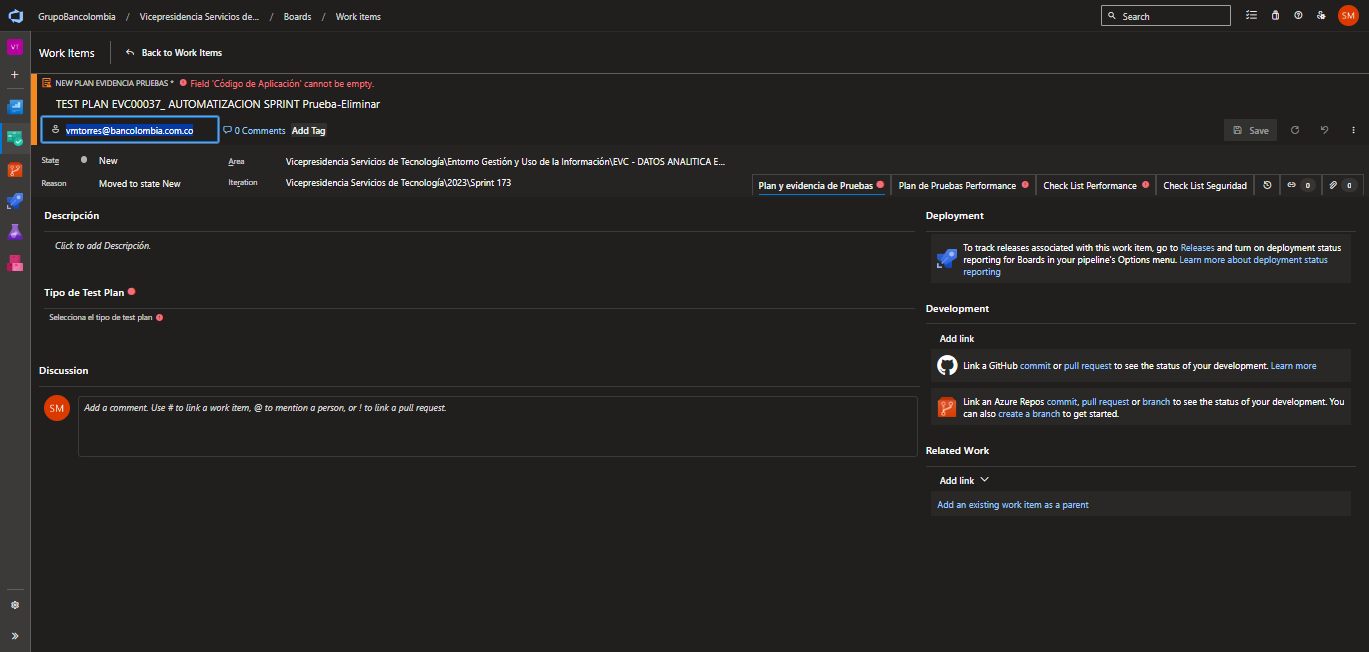 GrupoBancolombia / Vicepresidencia Servicios de... / Boards / Work items
Search
SM
VT
Work Items
Back to Work Items
NEW PLAN EVIDENCIA PRUEBAS * Field 'Código de Aplicación' cannot be empty.
TEST PLAN EVC00037_ AUTOMATIZACION SPRINT Prueba-Eliminar
vmtorres@bancolombia.com.co
0 Comments
Add Tag
Save
State
New
Area
Vicepresidencia Servicios de Tecnología\Entorno Gestión y Uso de la Información\EVC - DATOS ANALITICA E...
Reason
Moved to state New
Iteration
Vicepresidencia Servicios de Tecnología\2023\Sprint 173
Plan y evidencia de Pruebas
Plan de Pruebas Performance
Check List Performance
Check List Seguridad
0
0
Descripción
Click to add Descripción.
Tipo de Test Plan
Selecciona el tipo de test plan
Discussion
SM
Add a comment. Use # to link a work item, @ to mention a person, or ! to link a pull request.
Deployment
To track releases associated with this work item, go to Releases and turn on deployment status
reporting for Boards in your pipeline's Options menu. Learn more about deployment status
reporting
Development
Add link
Link a GitHub commit or pull request to see the status of your development. Learn more
Link an Azure Repos commit, pull request or branch to see the status of your development. You
can also create a branch to get started.
Related Work
Add link
Add an existing work item as a parent